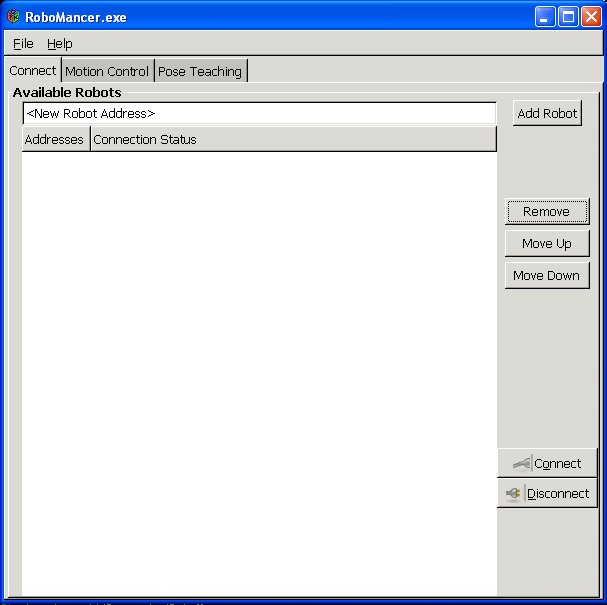 RoboMancer.exe
File Help
Connect Motion Control Pose Teaching
Available Robots
<New Robot Address> Add Robot
Addresses Connection Status
Remove
Move Up
Move Down
Connect
Disconnect